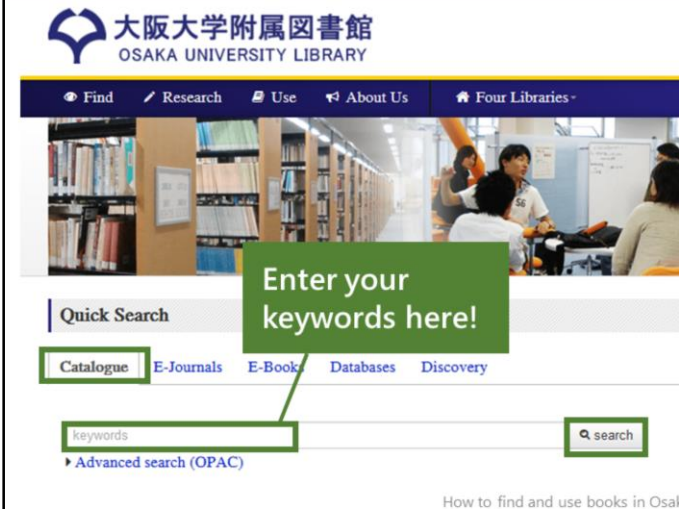 大阪大学附属図書館
OSAKA UNIVERSITY LIBRARY
Find Research Use About Us Four Libraries
56
Enter your
keywords here!
Quick Search
Catalogue E-Journals E-Books Databases Discovery
keywords search
Advanced search (OPAC)
How to find and use books in Osak